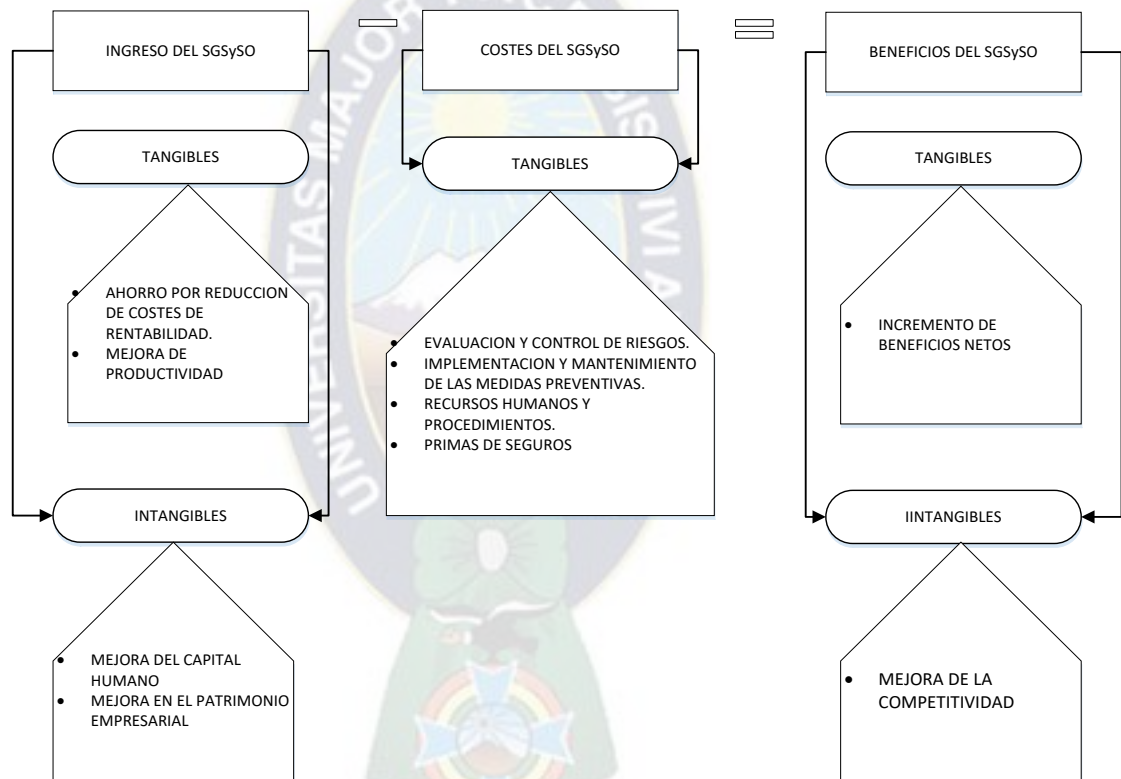 INGRESO DEL SGSySO
TANGIBLES
• AHORRO POR REDUCCION
DE COSTES DE
RENTABILIDAD.
• MEJORA DE
PRODUCTIVIDAD
INTANGIBLES
• MEJORA DEL CAPITAL
HUMANO
• MEJORA EN EL PATRIMONIO
EMPRESARIAL
—
COSTES DEL SGSySO
TANGIBLES
• EVALUACION Y CONTROL DE RIESGOS.
• IMPLEMENTACION Y MANTENIMIENTO
DE LAS MEDIDAS PREVENTIVAS.
• RECURSOS HUMANOS Y
PROCEDIMIENTOS.
• PRIMAS DE SEGUROS
=
BENEFICIOS DEL SGSySO
TANGIBLES
• INCREMENTO DE
BENEFICIOS NETOS
IINTANGIBLES
• MEJORA DE LA
COMPETITIVIDAD
UNIVERSITAS MAJOR